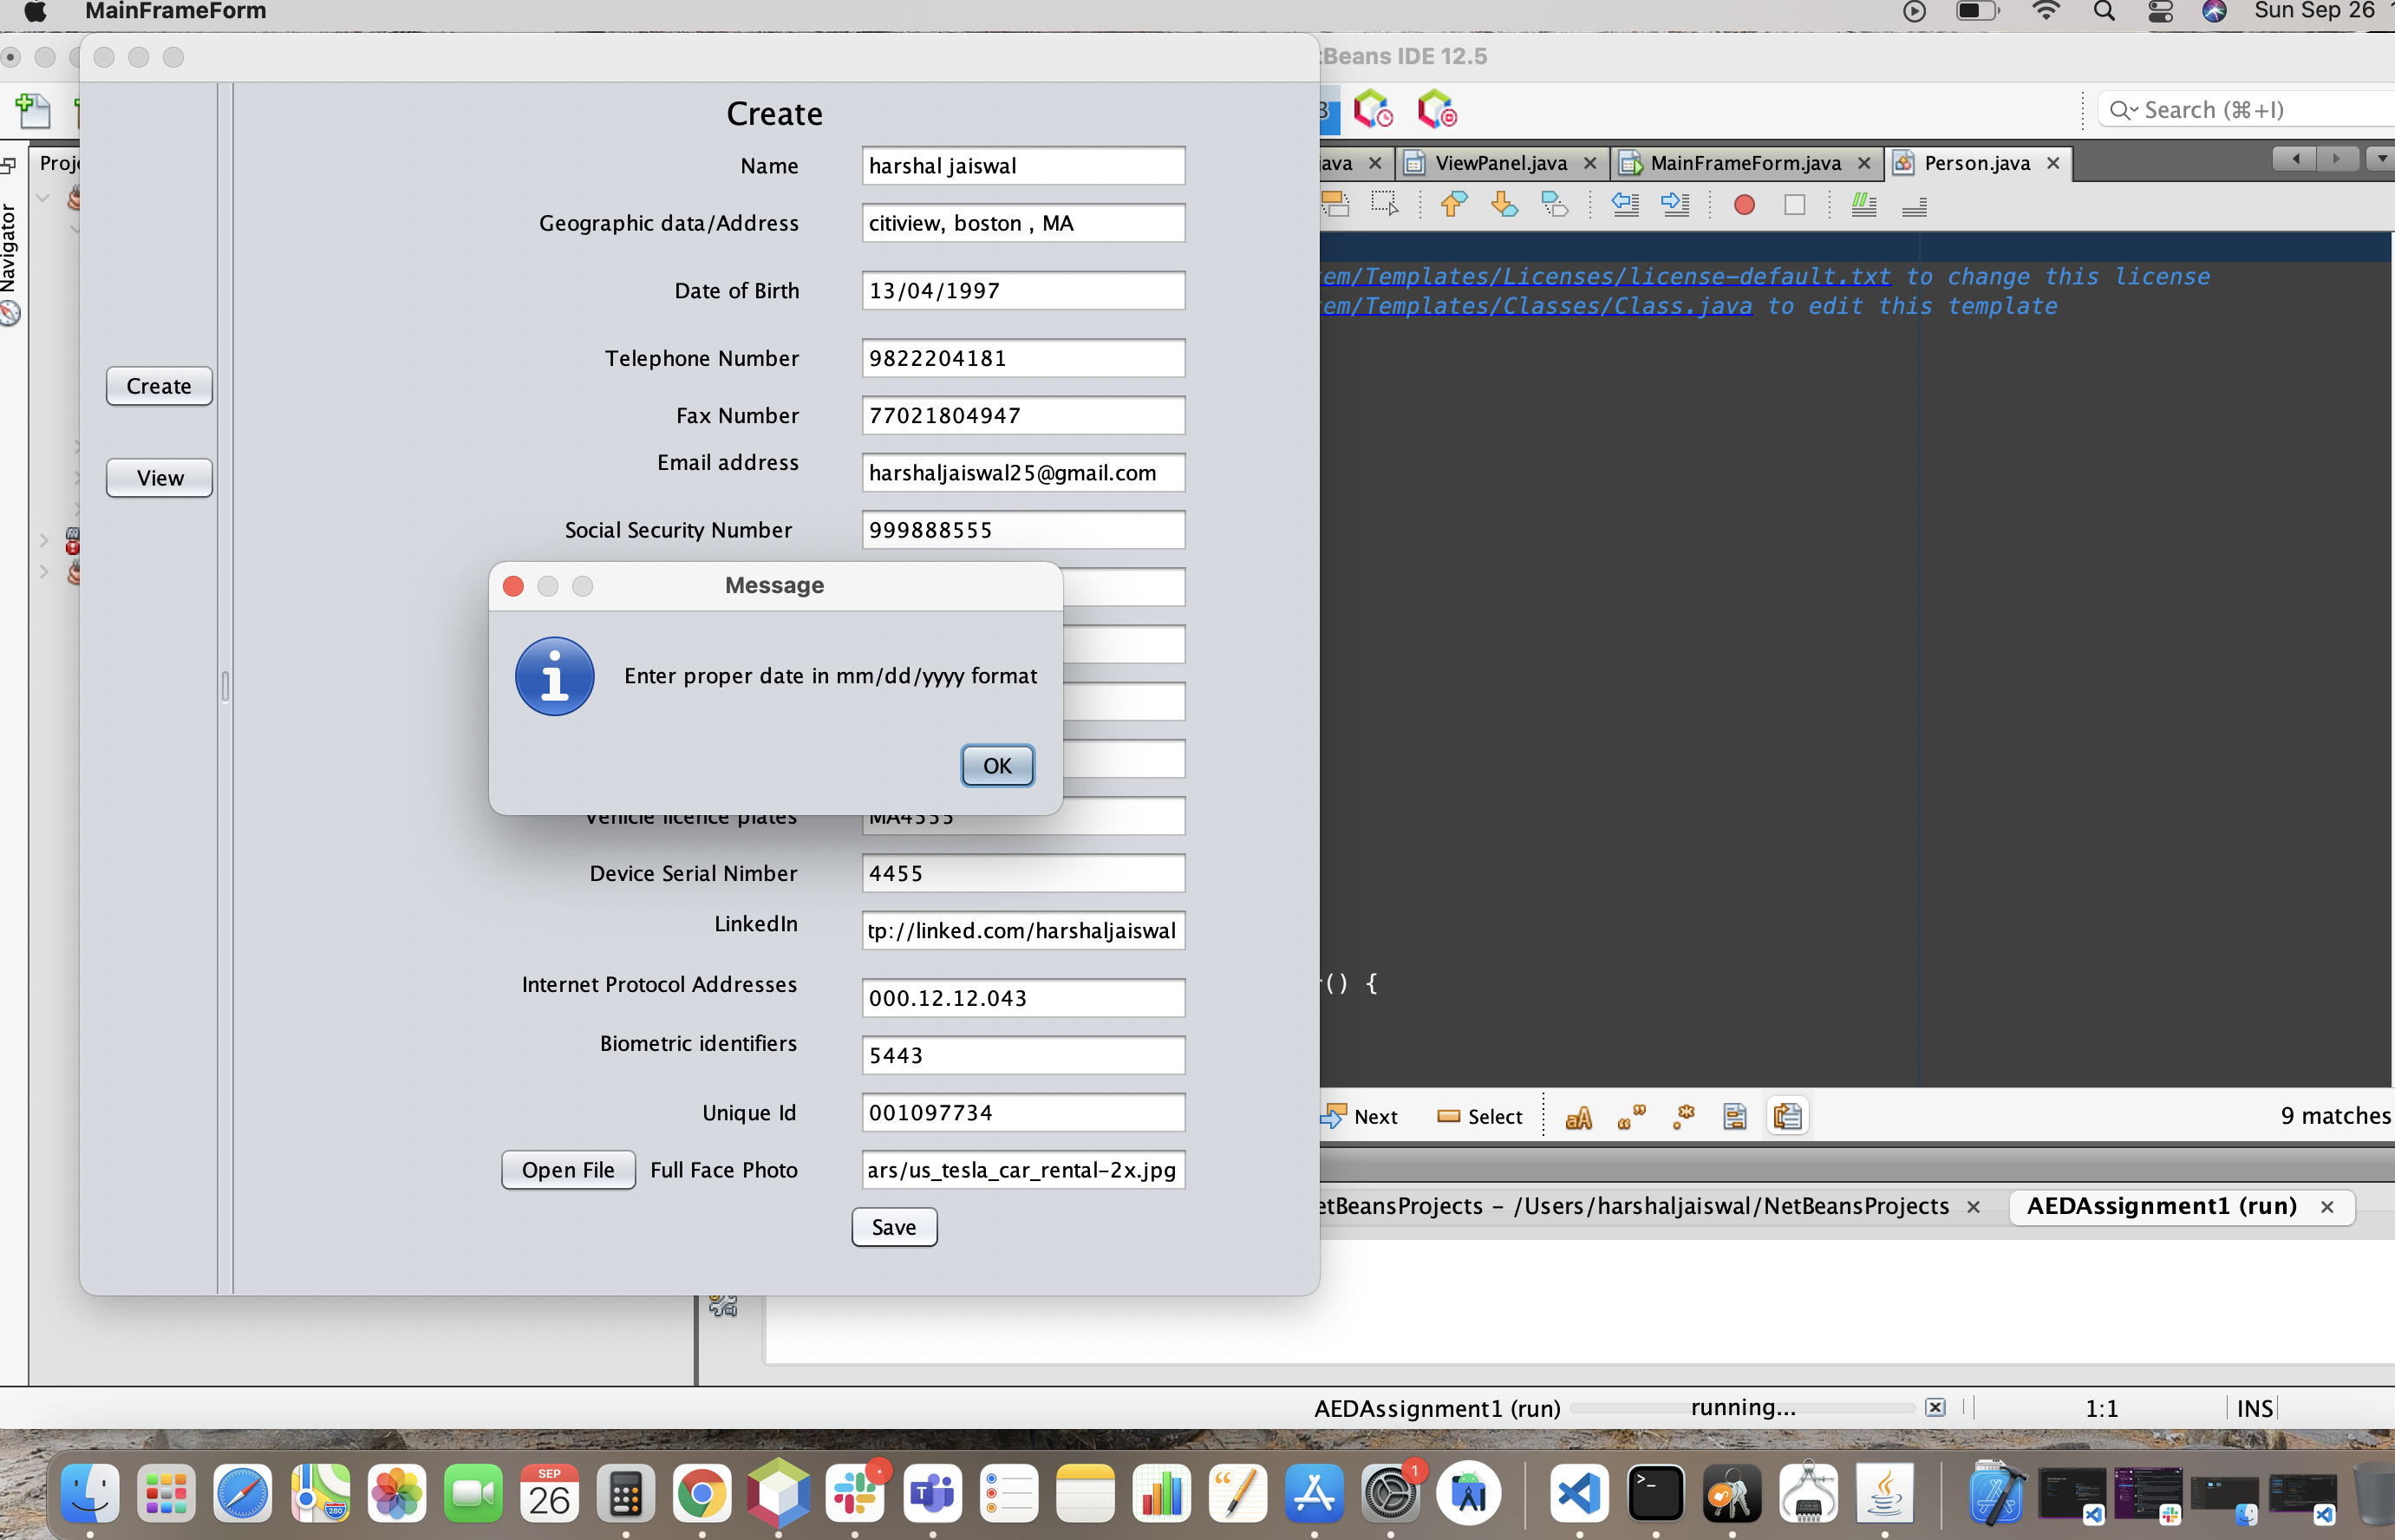 MainFrameForm
Sun Sep 26
Beans IDE 12.5
Search (⌘+I)
Create
Name
harshal jaiswal
Geographic data/Address
citiview, boston , MA
Date of Birth
13/04/1997
Telephone Number
9822204181
Fax Number
77021804947
Email address
harshaljaiswal25@gmail.com
Social Security Number
999888555
Create
View
Navigator
Proje
ava
ViewPanel.java
MainFrameForm.java
Person.java
em/Templates/Licenses/license-default.txt to change this license
em/Templates/Classes/Class.java to edit this template
Message
Enter proper date in mm/dd/yyyy format
OK
Vehicle licence plates
MA4555
Device Serial Nimber
4455
LinkedIn
tp://linked.com/harshaljaiswal
Internet Protocol Addresses
000.12.12.043
Biometric identifiers
5443
Unique Id
001097734
Open File
Full Face Photo
ars/us_tesla_car_rental-2x.jpg
Save
() {
Next
Select
9 matches
etBeansProjects - /Users/harshaljaiswal/NetBeansProjects
AEDAssignment1 (run)
AEDAssignment1 (run)
running...
1:1
INS
SEP
26
280
1